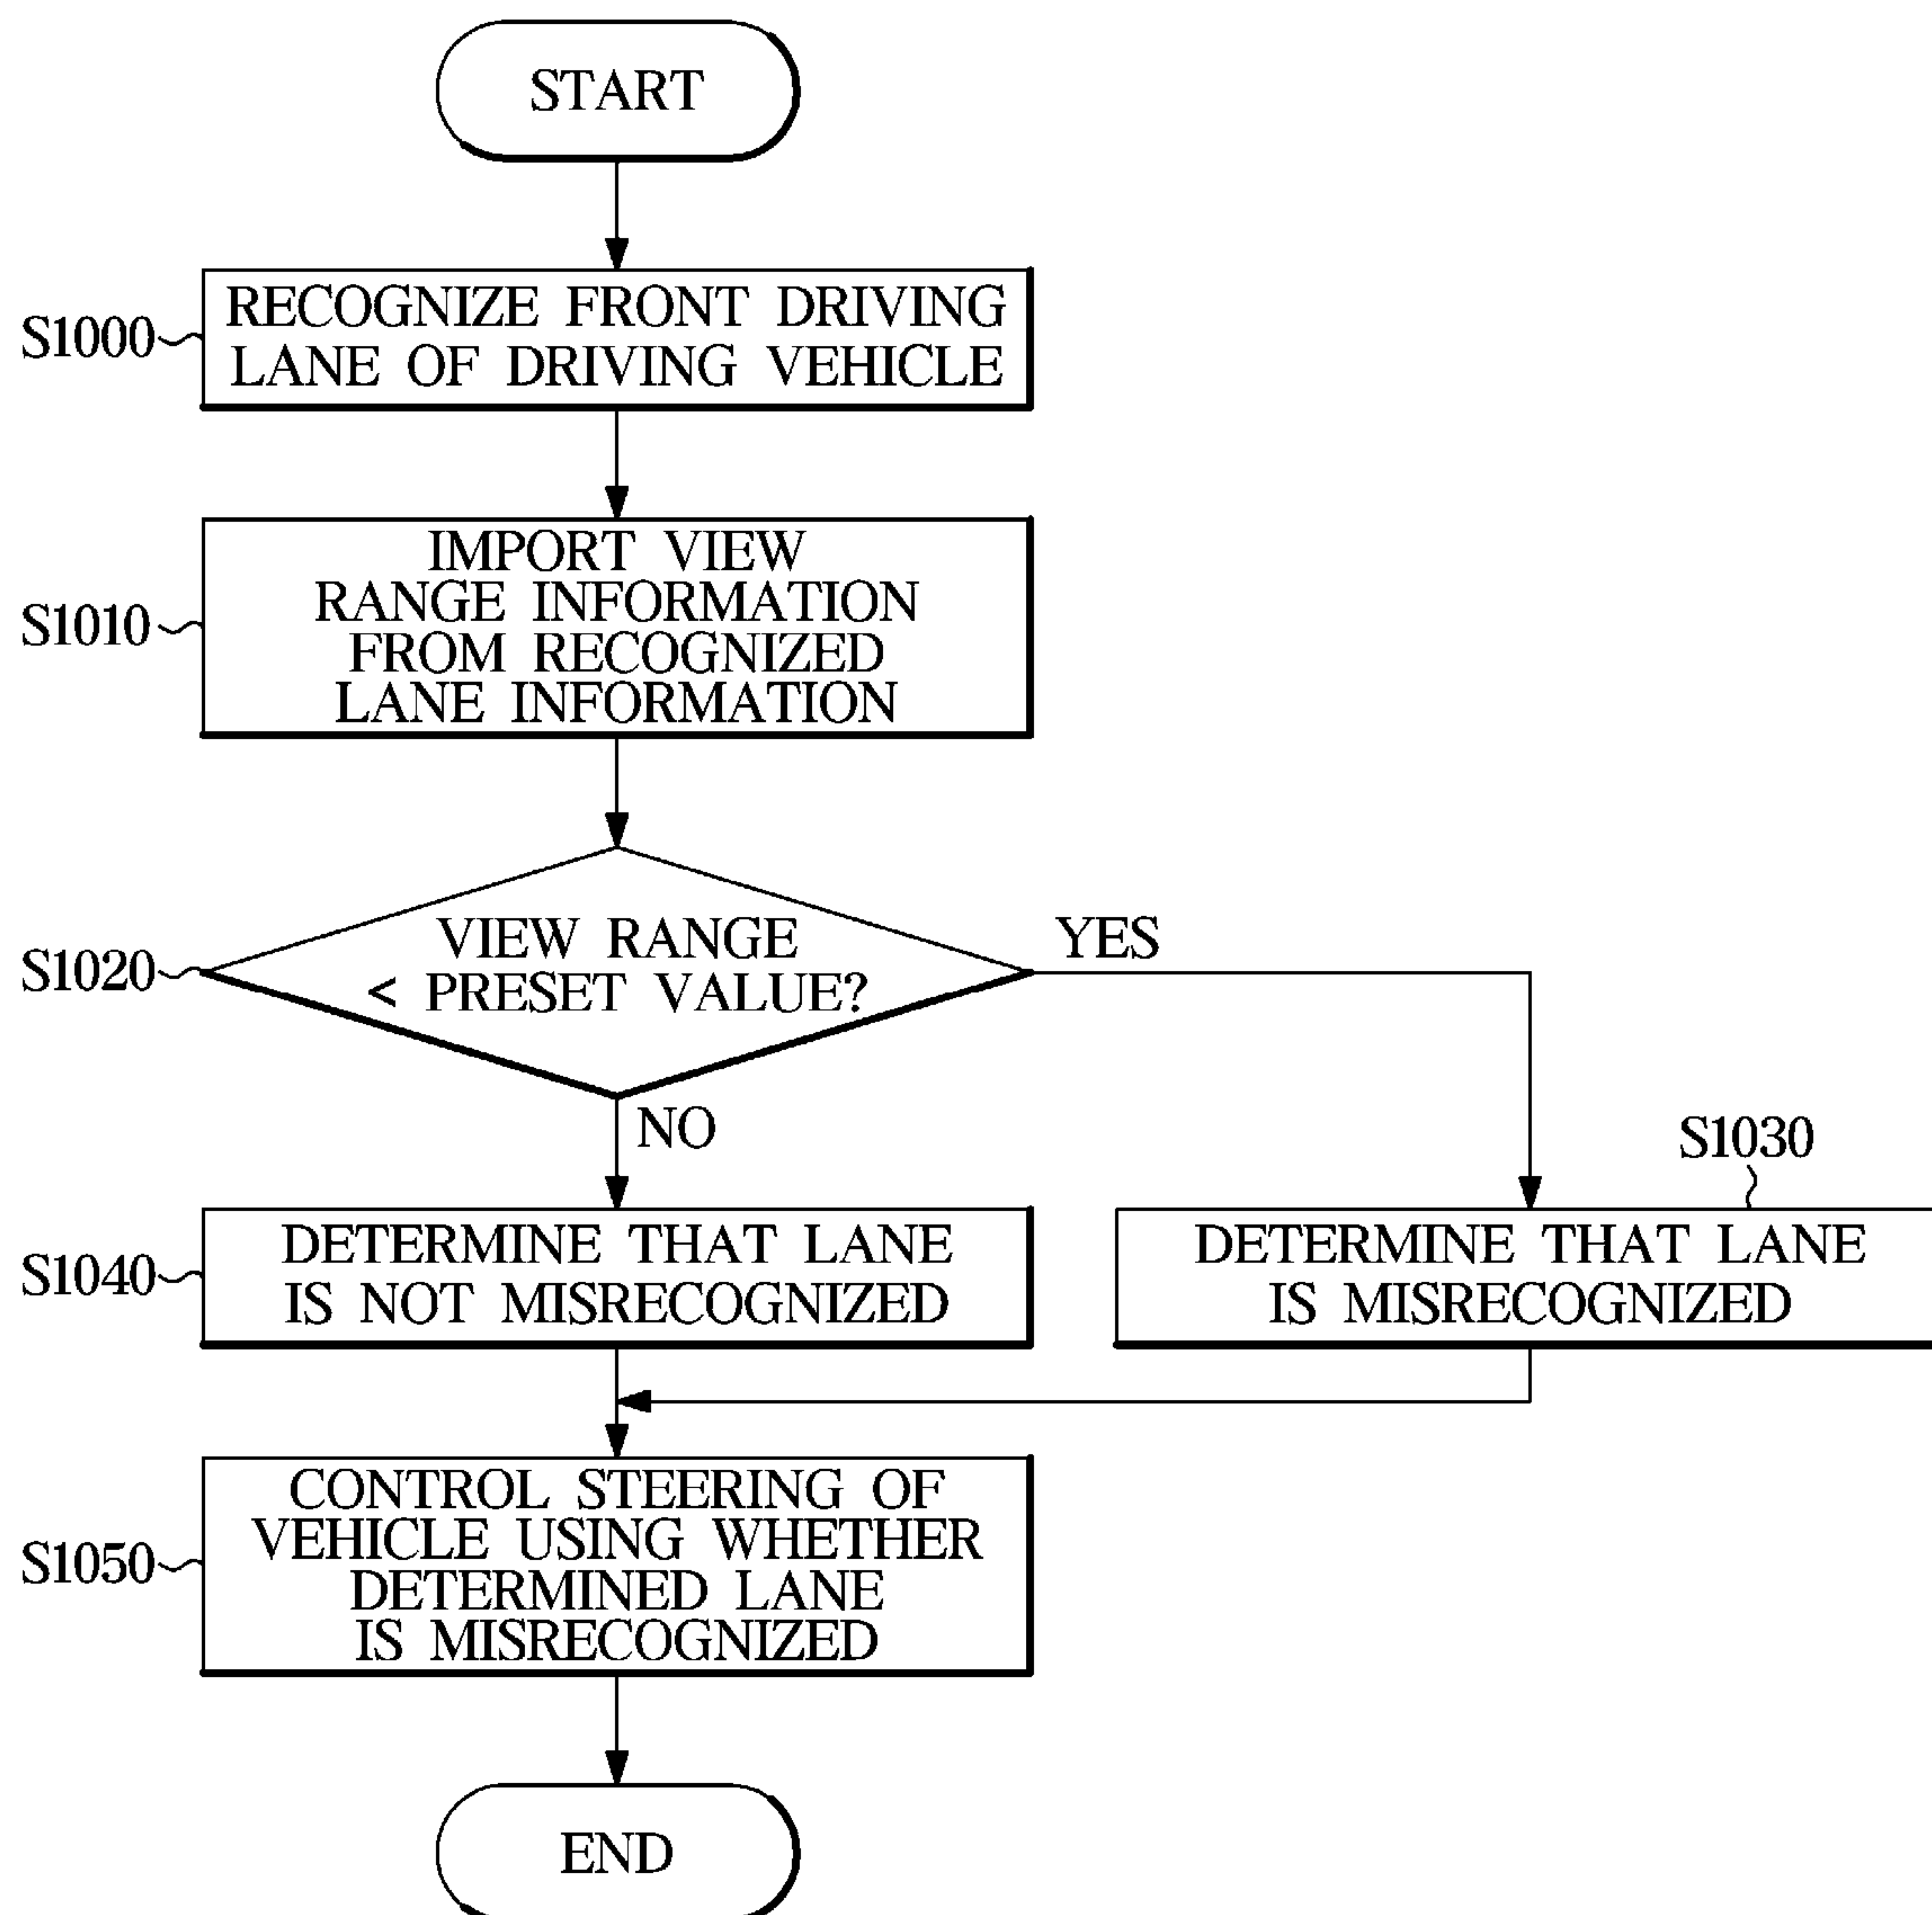 START
S1000
RECOGNIZE FRONT DRIVING
LANE OF DRIVING VEHICLE
S1010
IMPORT VIEW
RANGE INFORMATION
FROM RECOGNIZED
LANE INFORMATION
S1020
VIEW RANGE
< PRESET VALUE?
YES
NO
S1030
S1040
DETERMINE THAT LANE
IS NOT MISRECOGNIZED
DETERMINE THAT LANE
IS MISRECOGNIZED
S1050
CONTROL STEERING OF
VEHICLE USING WHETHER
DETERMINED LANE
IS MISRECOGNIZED
END